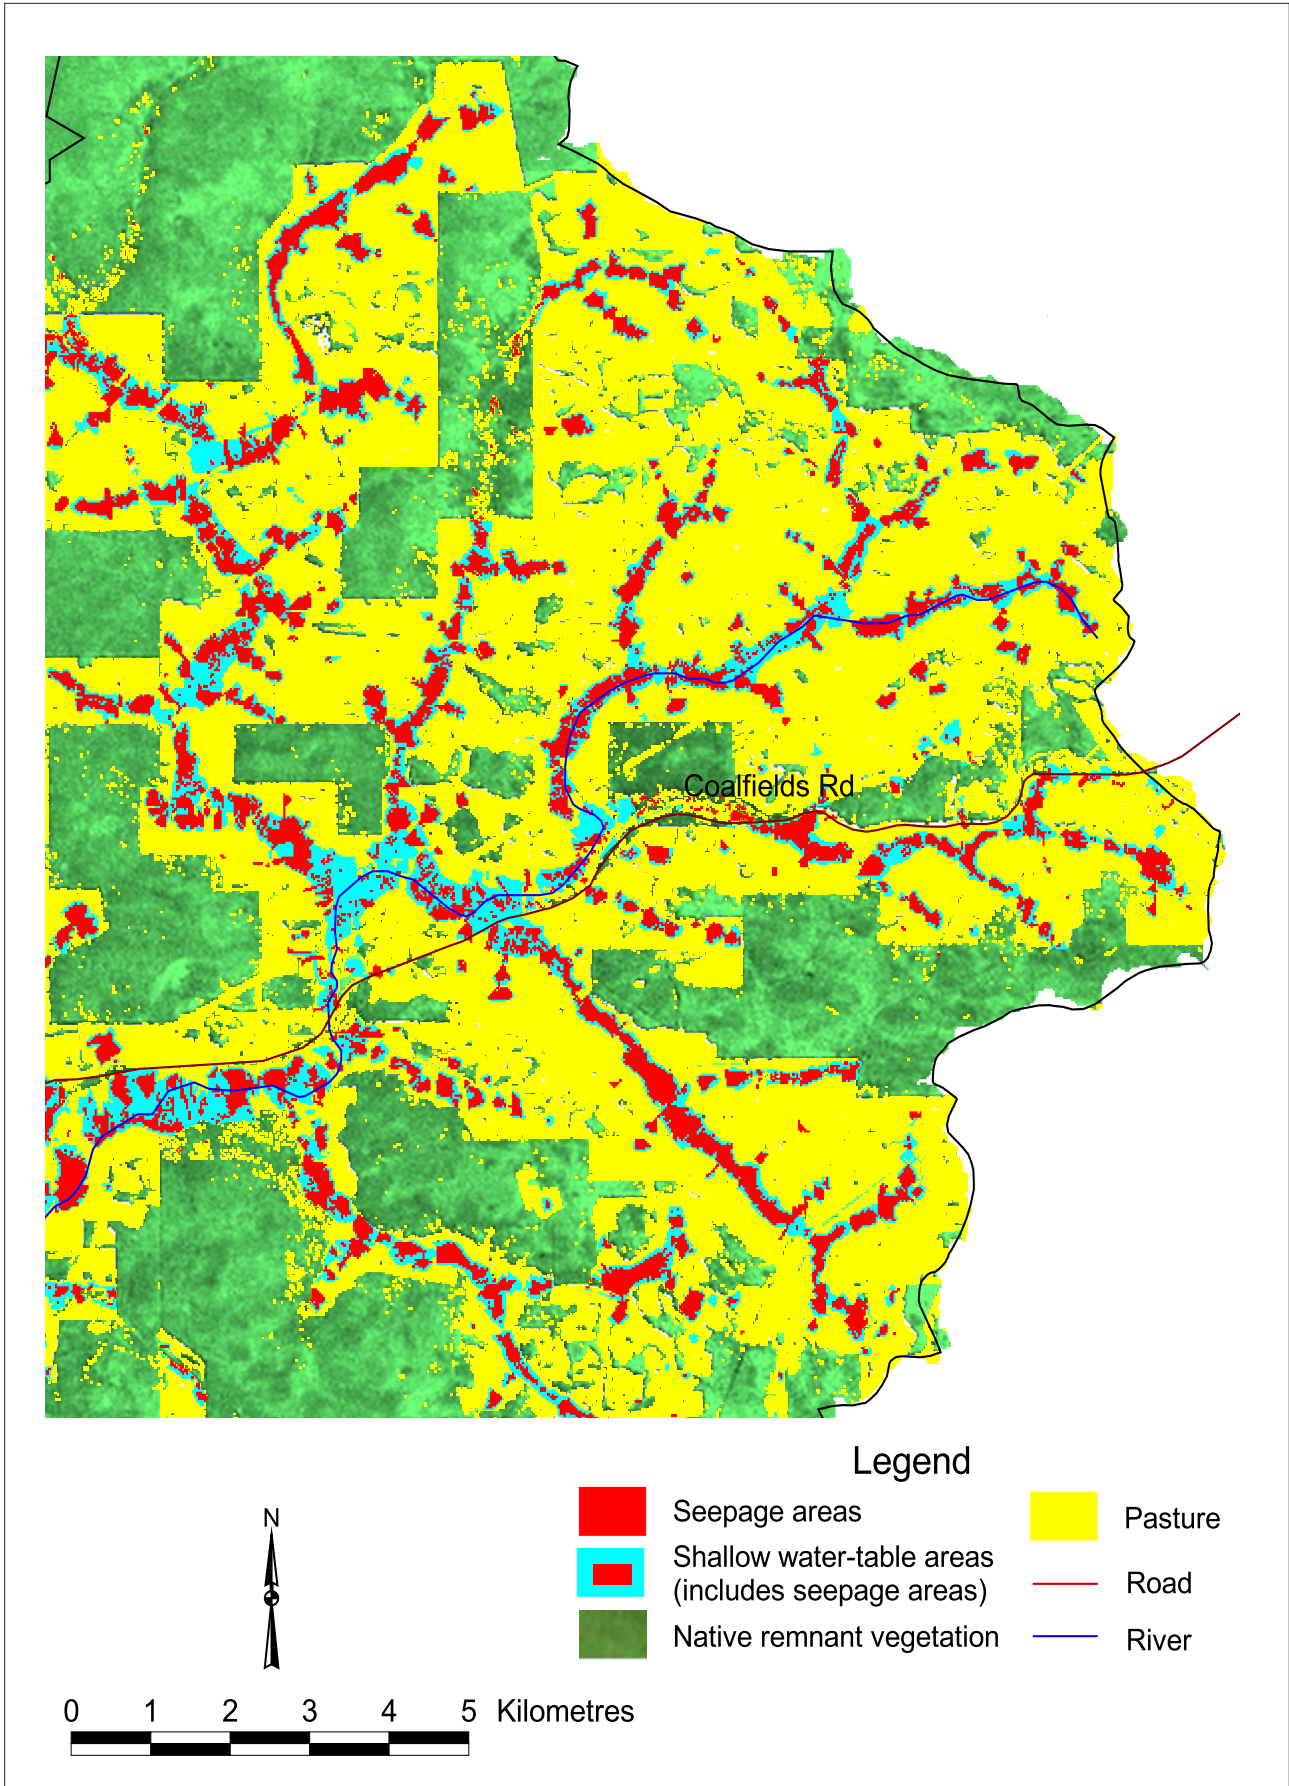 Coalfields Rd
Legend
Seepage areas
Shallow water-table areas
(includes seepage areas)
Native remnant vegetation
Pasture
Road
River
N
0 1 2 3 4 5 Kilometres